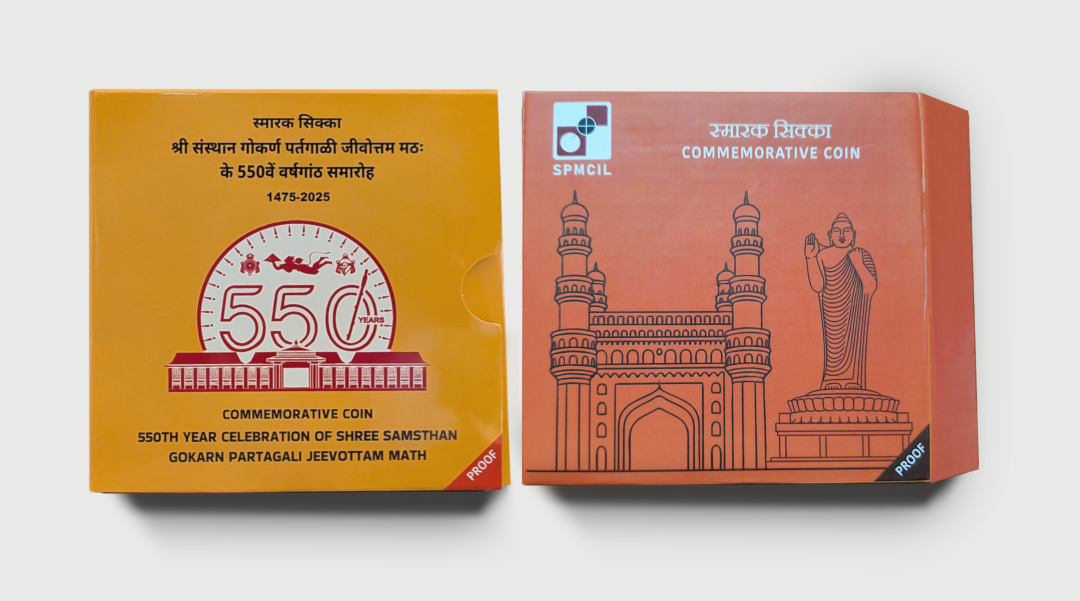 स्मारक सिक्का
श्री संस्थान गोकर्ण पर्तगाळी जीवोत्तम मठः
के 550वें वर्षगांठ समारोह
1475-2025
550
YEARS
COMMEMORATIVE COIN
550TH YEAR CELEBRATION OF SHREE SAMSTHAN
GOKARN PARTAGALI JEEVOTTAM MATH
PROOF
SPMCIL
स्मारक सिक्का
COMMEMORATIVE COIN
PROOF